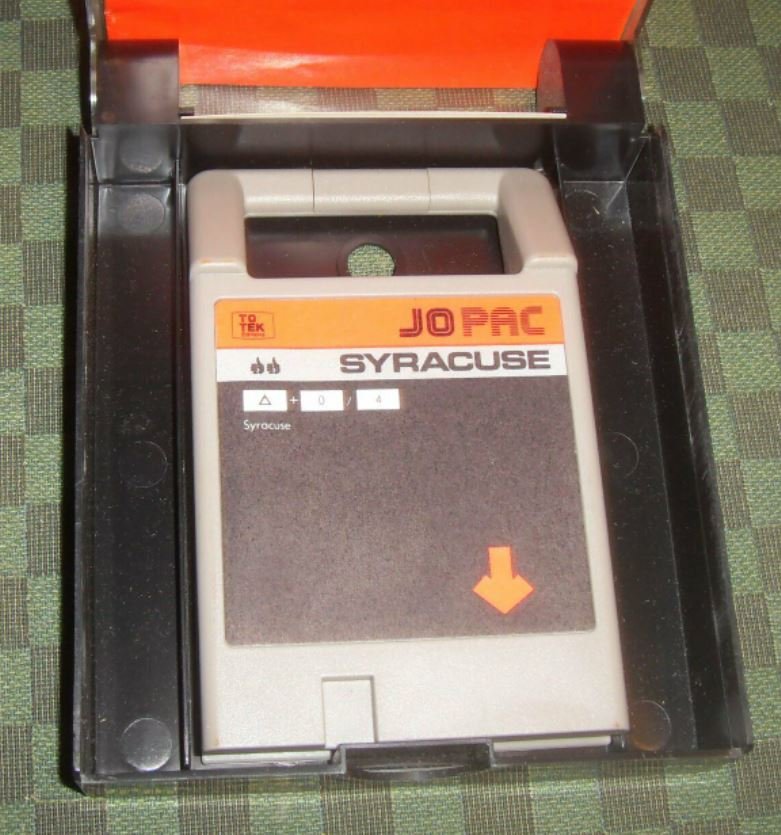 TO
TEK
JO PAC
SYRACUSE
△ + 0 / 4
Syracuse